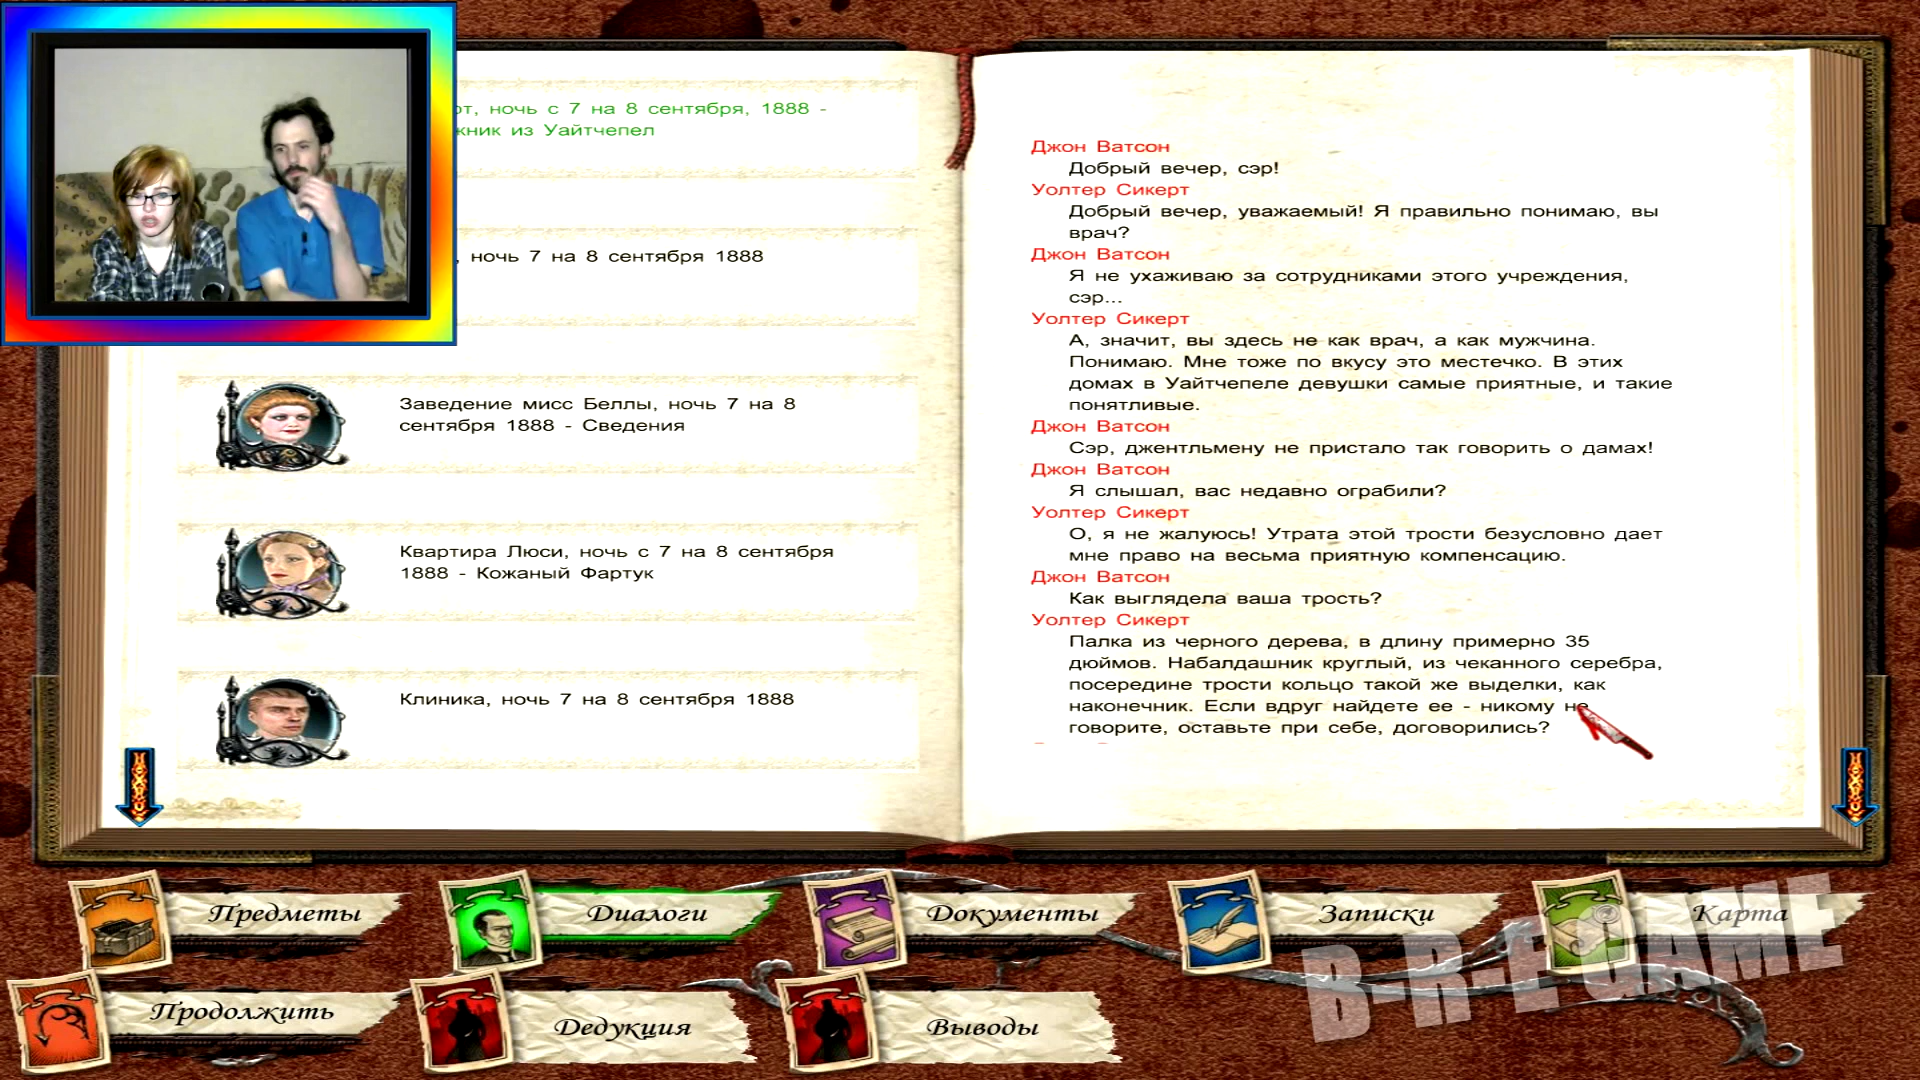 ночь с 7 на 8 сентября, 1888 -
из Уайтчепел
ночь 7 на 8 сентября 1888
Заведение мисс Беллы, ночь 7 на 8
сентября 1888 - Сведения
Квартира Люси, ночь с 7 на 8 сентября
1888 - Кожаный Фартук
Клиника, ночь 7 на 8 сентября 1888
Джон Ватсон
Добрый вечер, сэр!
Уолтер Сикерт
Добрый вечер, уважаемый! Я правильно понимаю, вы
врач?
Джон Ватсон
Я не ухаживаю за сотрудниками этого учреждения,
сэр...
Уолтер Сикерт
А, значит, вы здесь не как врач, а как мужчина.
Понимаю. Мне тоже по вкусу это местечко. В этих
домах в Уайтчепеле девушки самые приятные, и такие
понятливые.
Джон Ватсон
Сэр, джентльмену не пристало так говорить о дамах!
Джон Ватсон
Я слышал, вас недавно ограбили?
Уолтер Сикерт
О, я не жалуюсь! Утрата этой трости безусловно дает
мне право на весьма приятную компенсацию.
Джон Ватсон
Как выглядела ваша трость?
Уолтер Сикерт
Палка из черного дерева, в длину примерно 35
дюймов. Набалдашник круглый, из чеканного серебра,
посередине трости кольцо такой же выделки, как
наконечник. Если вдруг найдете ее - никому не
говорите, оставьте при себе, договорились?
Предметы
Диалоги
Документы
Записки
Карта
Продолжить
Дедукция
Выводы
B-R-F GAME